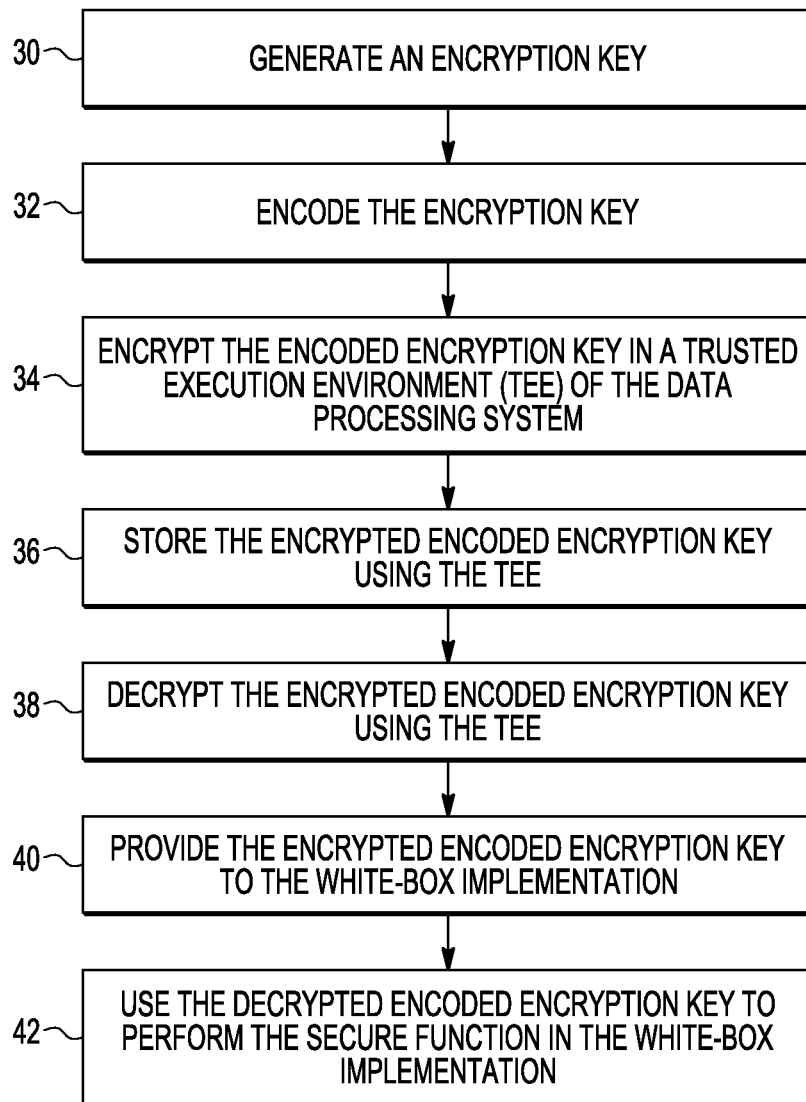 30
GENERATE AN ENCRYPTION KEY
32
ENCODE THE ENCRYPTION KEY
34
ENCRYPT THE ENCODED ENCRYPTION KEY IN A TRUSTED
EXECUTION ENVIRONMENT (TEE) OF THE DATA
PROCESSING SYSTEM
36
STORE THE ENCRYPTED ENCODED ENCRYPTION KEY
USING THE TEE
38
DECRYPT THE ENCRYPTED ENCODED ENCRYPTION KEY
USING THE TEE
40
PROVIDE THE ENCRYPTED ENCODED ENCRYPTION KEY
TO THE WHITE-BOX IMPLEMENTATION
42
USE THE DECRYPTED ENCODED ENCRYPTION KEY TO
PERFORM THE SECURE FUNCTION IN THE WHITE-BOX
IMPLEMENTATION